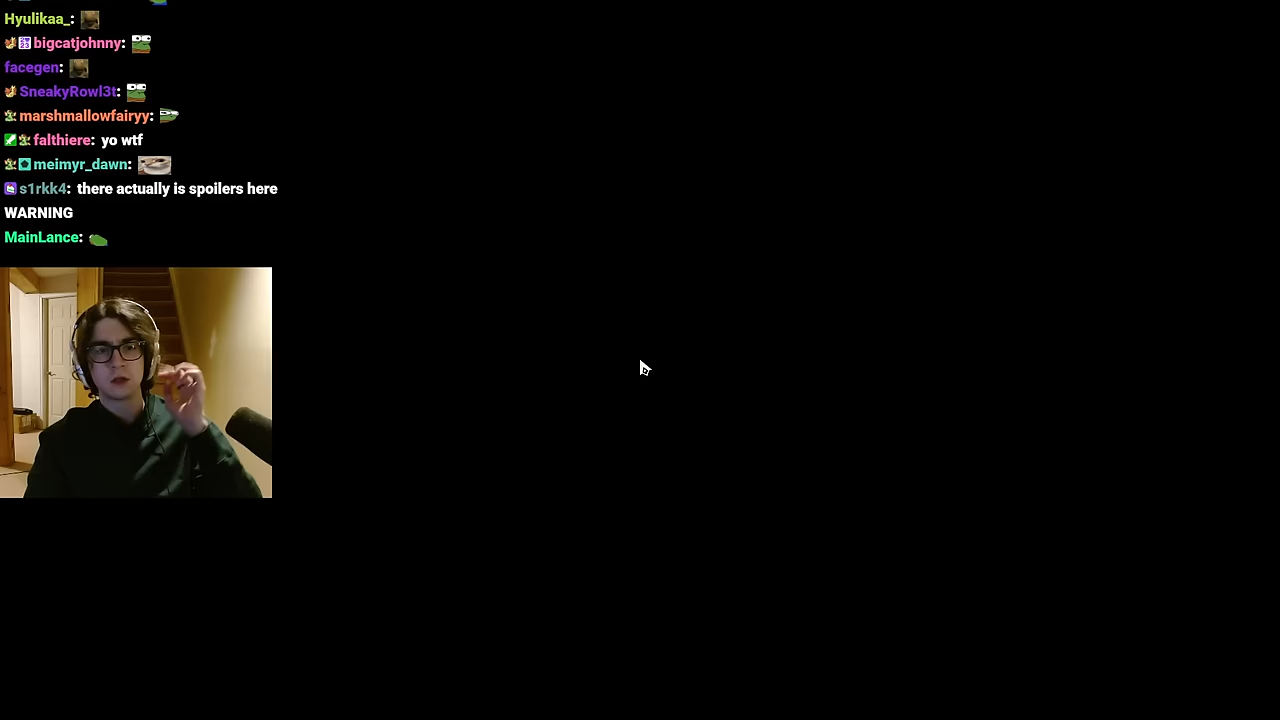 Hyulikaa_:
bigcatjohnny:
facegen:
SneakyRowl3t:
marshmallowfairyy:
falthiere: yo wtf
meimyr_dawn:
s1rkk4: there actually is spoilers here
WARNING
MainLance: